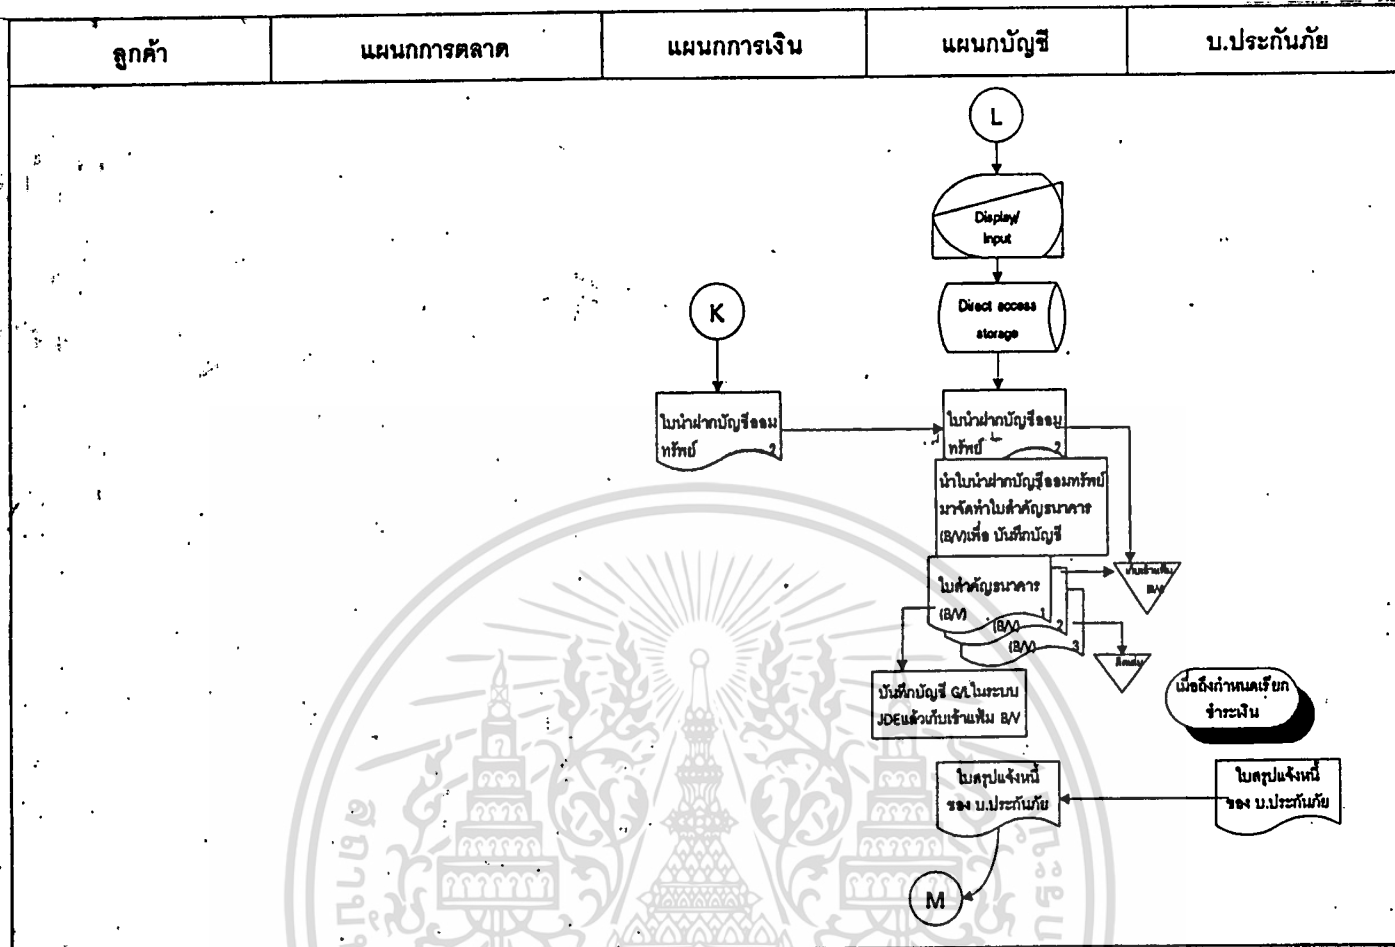 ลูกค้า
แผนกการตลาด
แผนกการเงิน
แผนกบัญชี
บ.ประกันภัย
L
Display/
Input
Direct access
storage
K
ใบนำฝากบัญชีออม
ทรัพย์ 2
ใบนำฝากบัญชีออม
ทรัพย์ 2
นำใบนำฝากบัญชีออมทรัพย์
มาจัดทำใบสำคัญธนาคาร
(B/V)เพื่อ บันทึกบัญชี
เก็บเข้าแฟ้ม
B/V
ใบสำคัญธนาคาร
(B/V) 1
(B/V) 2
(B/V) 3
บันทึกบัญชี G/Lในระบบ
JDEแล้วเก็บเข้าแฟ้ม B/V
เมื่อถึงกำหนดเรียก
ชำระเงิน
ใบสรุปแจ้งหนี้
ของ บ.ประกันภัย
ใบสรุปแจ้งหนี้
ของ บ.ประกันภัย
M